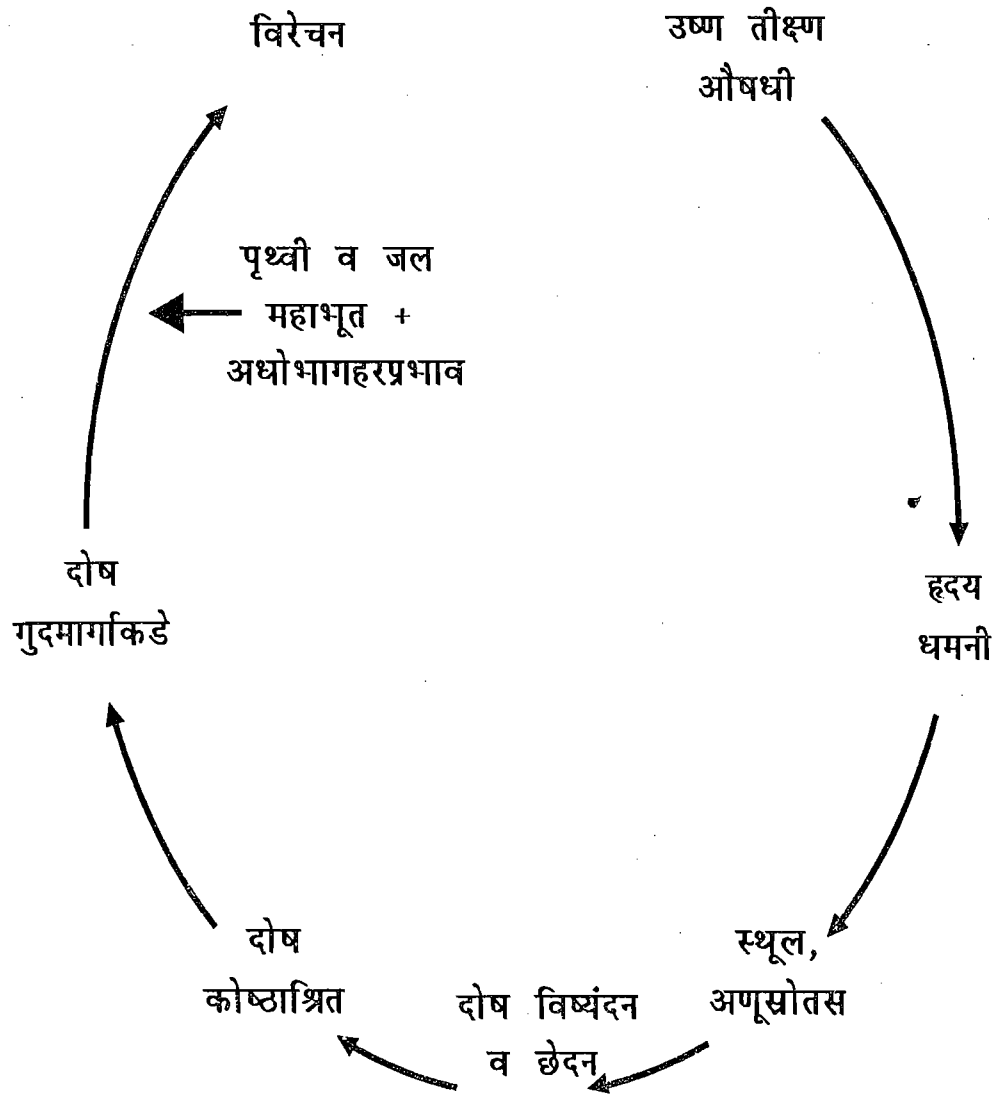 विरेचन
उष्ण तीक्ष्ण
औषधी
पृथ्वी व जल
महाभूत +
अधोभागहरप्रभाव
हृदय
धमनी
स्थूल,
अणूस्रोतस
दोष विष्यंदन
व छेदन
दोष
कोष्ठाश्रित
दोष
गुदमार्गाकडे